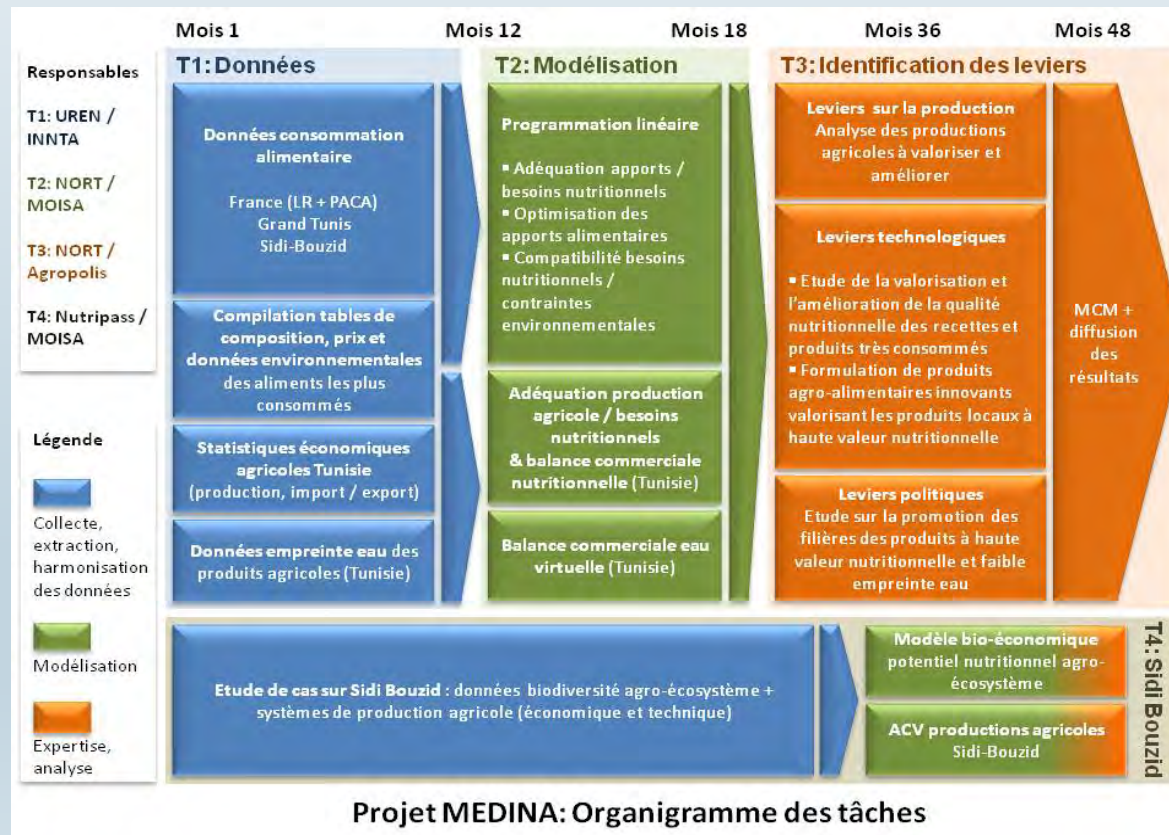 Mois 1
Mois 12
Mois 18
Mois 36
Mois 48
Responsables
T1: UREN /
INNTA
T2: NORT /
MOISA
T3: NORT /
Agropolis
T4: Nutripass /
MOISA
Légende
Collecte,
extraction,
harmonisation
des données
Modélisation
Expertise,
analyse
T1: Données
Données consommation
alimentaire
France (LR + PACA)
Grand Tunis
Sidi-Bouzid
Compilation tables de
composition, prix et
données environnementales
des aliments les plus
consommés
Statistiques économiques
agricoles Tunisie
(production, import / export)
Données empreinte eau des
produits agricoles (Tunisie)
T2: Modélisation
Programmation linéaire
▪ Adéquation apports /
besoins nutritionnels
▪ Optimisation des
apports alimentaires
▪ Compatibilité besoins
nutritionnels /
contraintes
environnementales
Adéquation production
agricole / besoins
nutritionnels
& balance commerciale
nutritionnelle (Tunisie)
Balance commerciale eau
virtuelle (Tunisie)
T3: Identification des leviers
Leviers sur la production
Analyse des productions
agricoles à valoriser et
améliorer
Leviers technologiques
▪ Etude de la valorisation et
l'amélioration de la qualité
nutritionnelle des recettes et
produits très consommés
▪ Formulation de produits
agro-alimentaires innovants
valorisant les produits locaux à
haute valeur nutritionnelle
Leviers politiques
Etude sur la promotion des
filières des produits à haute
valeur nutritionnelle et faible
empreinte eau
MCM +
diffusion
des
résultats
Etude de cas sur Sidi Bouzid : données biodiversité agro-écosystème +
systèmes de production agricole (économique et technique)
Modèle bio-économique
potentiel nutritionnel agro-
écosystème
ACV productions agricoles
Sidi-Bouzid
T4: Sidi Bouzid
Projet MEDINA: Organigramme des tâches